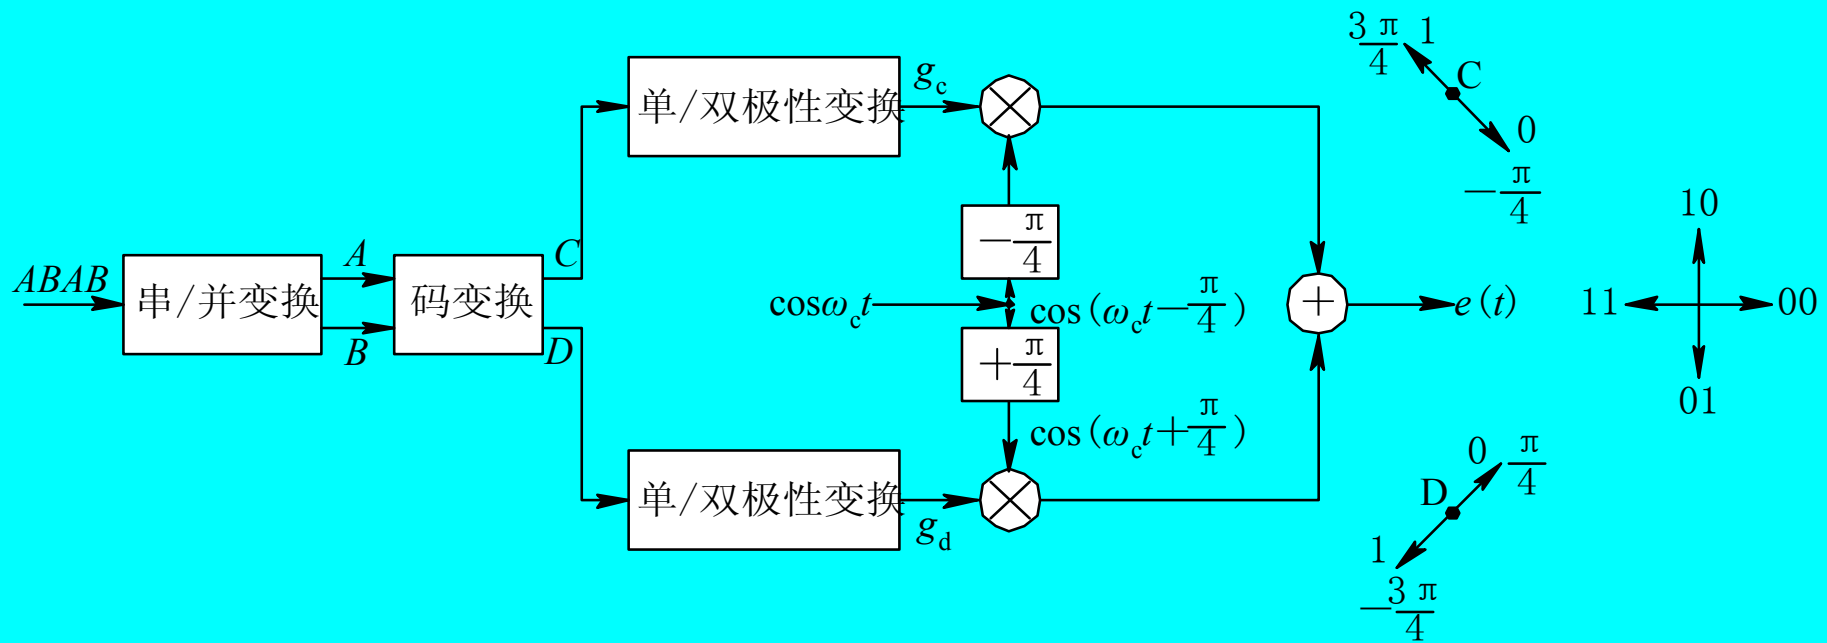 ABAB
串/并变换
A
B
码变换
C
D
单/双极性变换
g_c
-π/4
cosω_c t
cos(ω_c t-π/4)
+π/4
cos(ω_c t+π/4)
单/双极性变换
g_d
+
e(t)
3π/4
1
C
0
-π/4
10
11
00
01
0
π/4
D
1
-3π/4